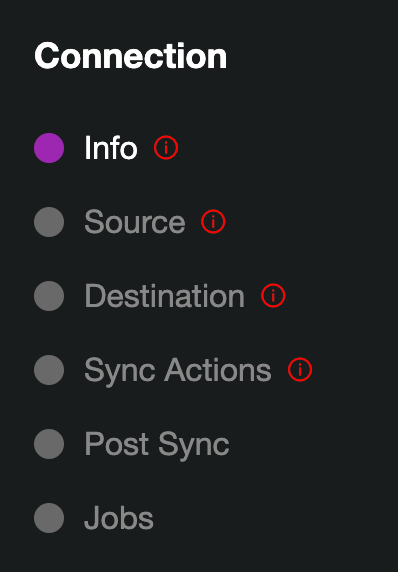 Connection
Info
Source
Destination
Sync Actions
Post Sync
Jobs